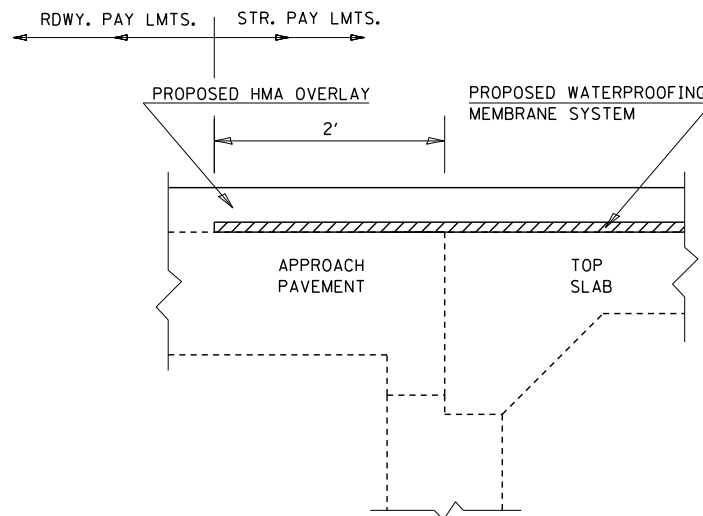 RDWY. PAY LMTS.
STR. PAY LMTS.
PROPOSED HMA OVERLAY
PROPOSED WATERPROOFING
MEMBRANE SYSTEM
2'
APPROACH
PAVEMENT
TOP
SLAB